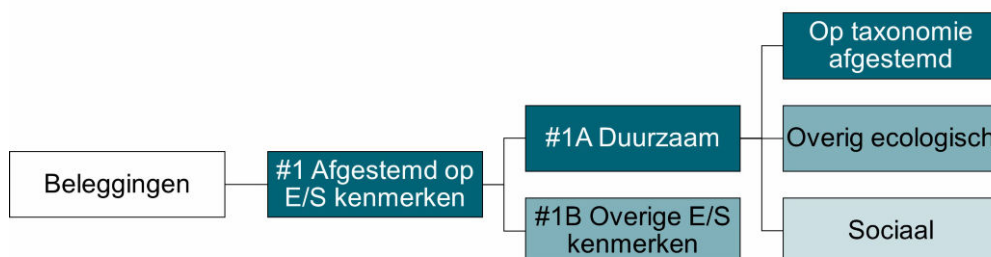 Beleggingen
#1 Afgestemd op
E/S kenmerken
#1A Duurzaam
#1B Overige E/S
kenmerken
Op taxonomie
afgestemd
Overig ecologisch
Sociaal